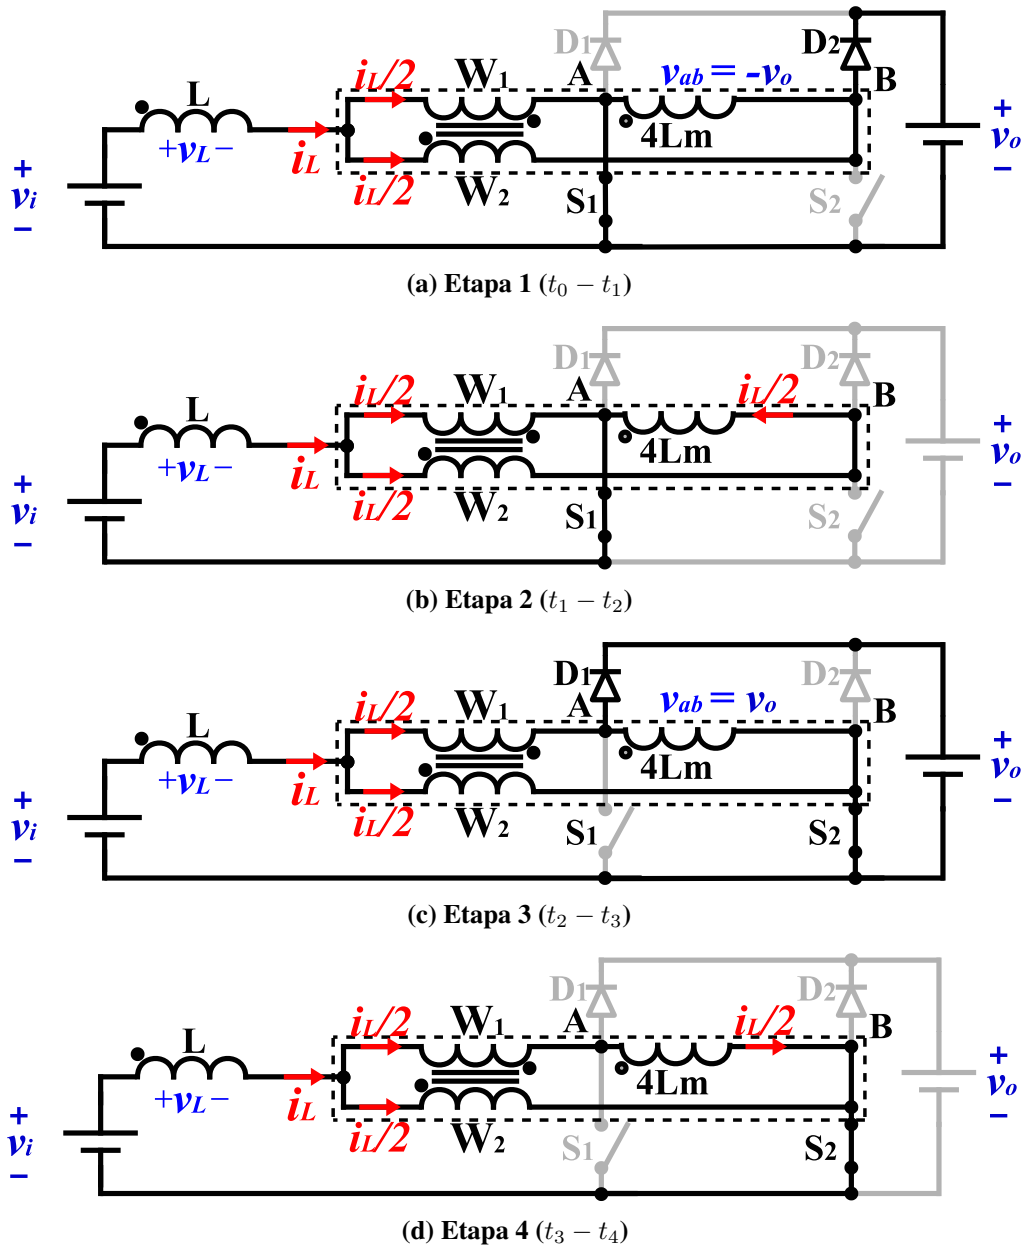 D1
D2
iL/2
W1
A
vab = -vo
B
L
+
4Lm
vo
+vL−
iL
−
+
vi
iL/2
W2
S1
S2
−
(a) Etapa 1 (t0 − t1)
D1
D2
iL/2
W1
A
iL/2
B
L
+
4Lm
vo
+vL−
iL
−
+
vi
iL/2
W2
S1
S2
−
(b) Etapa 2 (t1 − t2)
D1
D2
iL/2
W1
A
vab = vo
B
L
+
4Lm
vo
+vL−
iL
−
+
vi
iL/2
W2
S1
S2
−
(c) Etapa 3 (t2 − t3)
D1
D2
iL/2
W1
A
iL/2
B
L
+
4Lm
vo
+vL−
iL
−
+
vi
iL/2
W2
S1
S2
−
(d) Etapa 4 (t3 − t4)